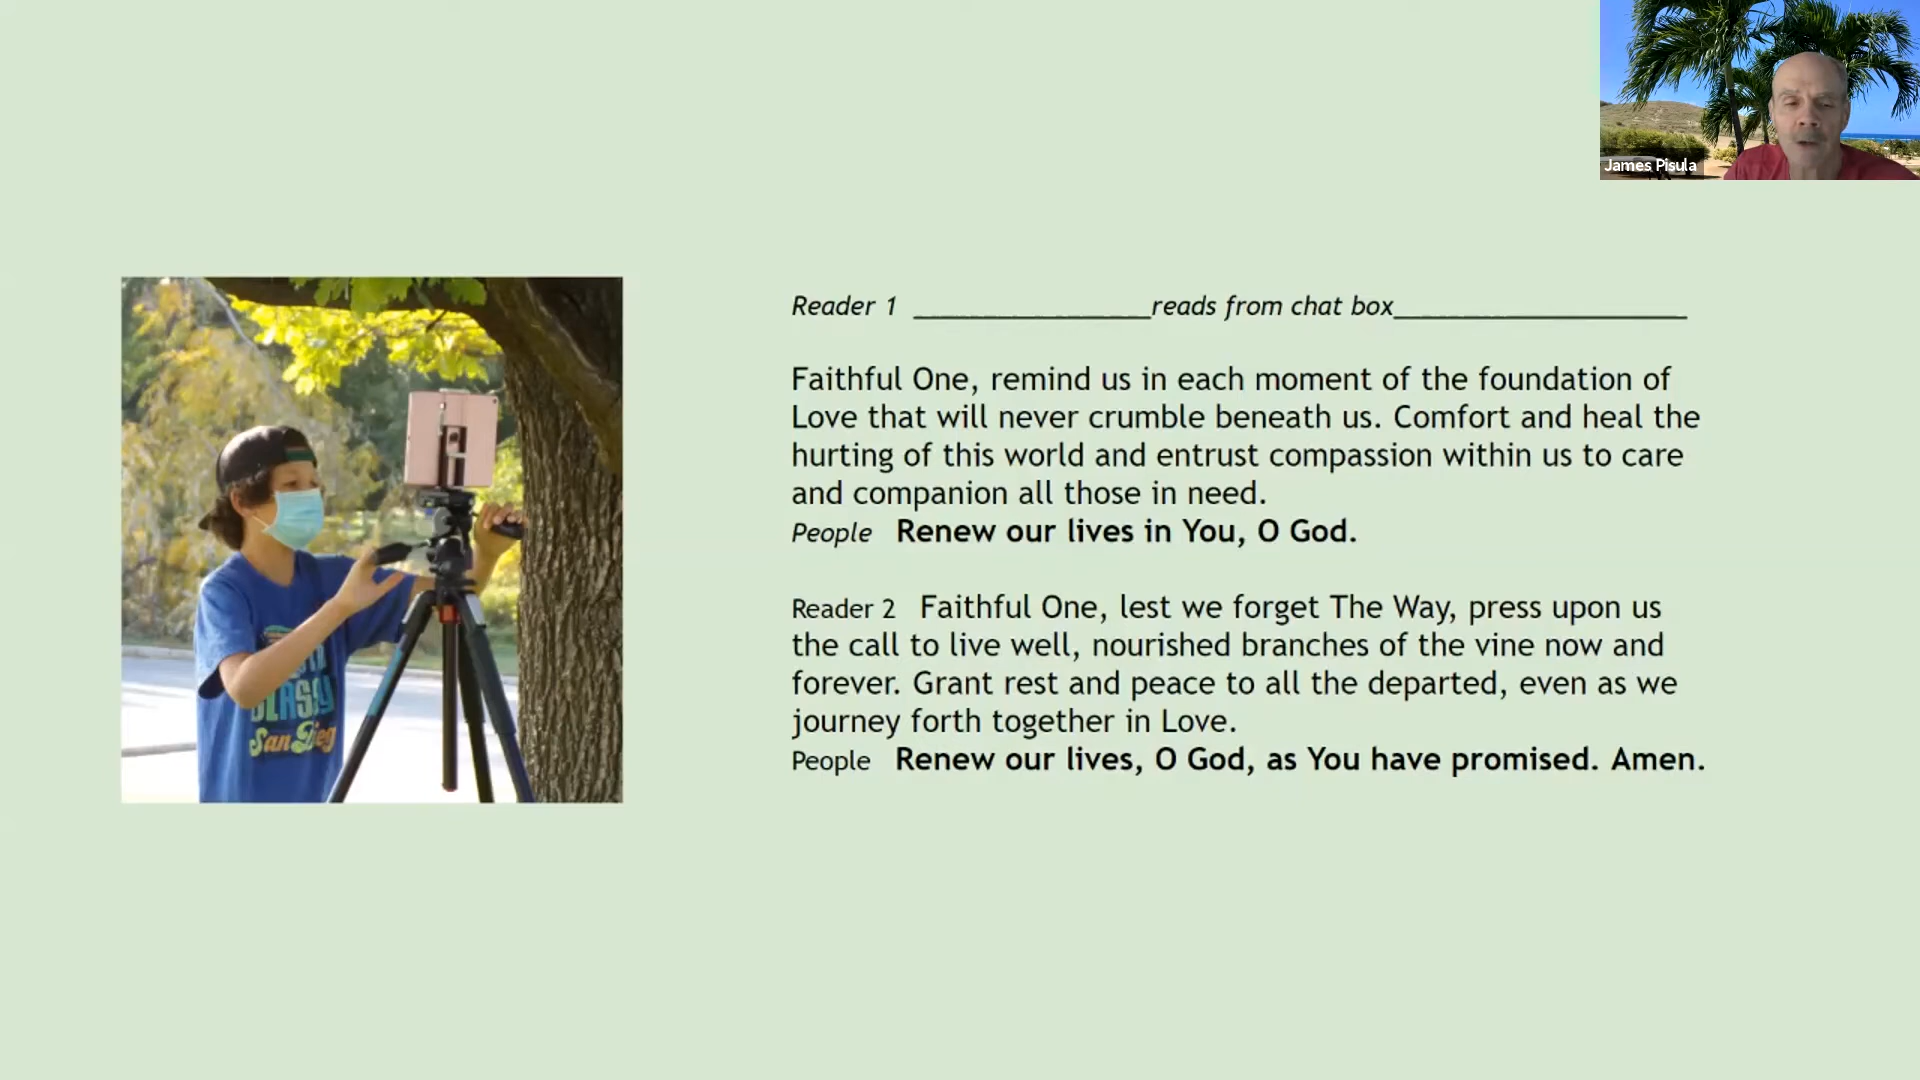 James Pisula
Reader 1 ________________reads from chat box____________________
Faithful One, remind us in each moment of the foundation of
Love that will never crumble beneath us. Comfort and heal the
hurting of this world and entrust compassion within us to care
and companion all those in need.
People Renew our lives in You, O God.
Reader 2 Faithful One, lest we forget The Way, press upon us
the call to live well, nourished branches of the vine now and
forever. Grant rest and peace to all the departed, even as we
journey forth together in Love.
People Renew our lives, O God, as You have promised. Amen.
San Dieg